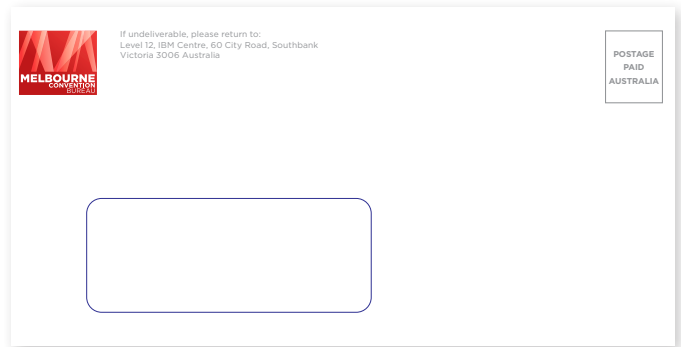 MELBOURNE
CONVENTION
BUREAU
If undeliverable, please return to:
Level 12, IBM Centre, 60 City Road, Southbank
Victoria 3006 Australia
POSTAGE
PAID
AUSTRALIA